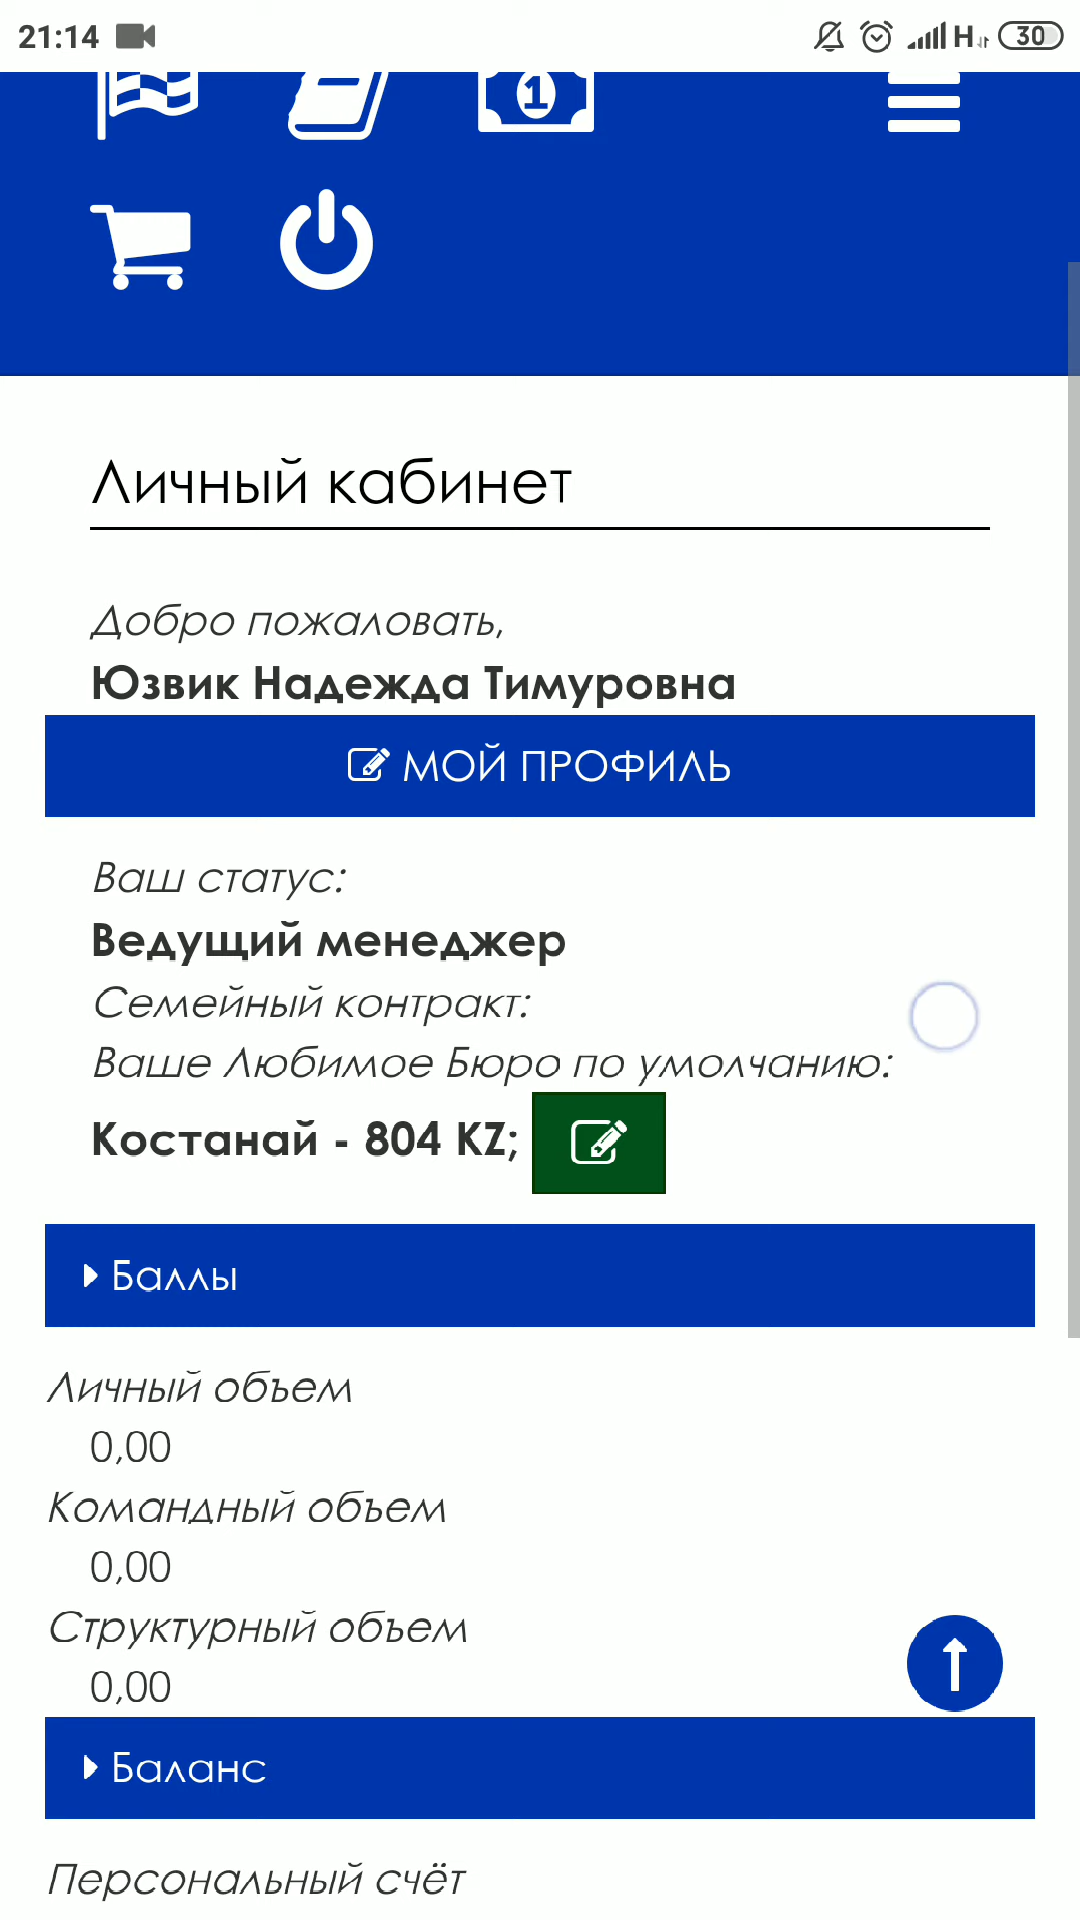 21:14
H
30
1
Личный кабинет
Добро пожаловать,
Юзвик Надежда Тимуровна
МОЙ ПРОФИЛЬ
Ваш статус:
Ведущий менеджер
Семейный контракт:
Ваше Любимое Бюро по умолчанию:
Костанай - 804 KZ;
Баллы
Личный объем
0,00
Командный объем
0,00
Структурный объем
0,00
Баланс
Персональный счёт